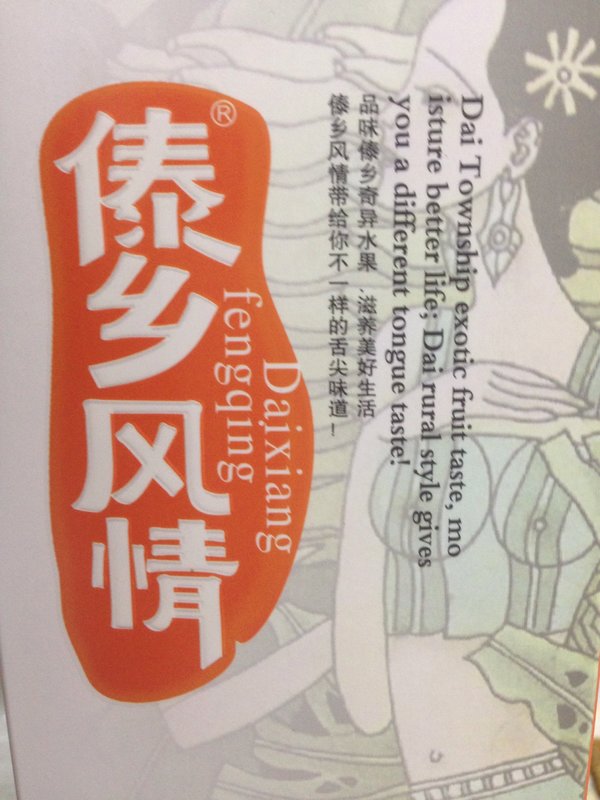 Dai Township exotic fruit taste, mo
isture better life; Dai rural style gives
you a different tongue taste!
品味傣乡奇异水果,滋养美好生活
傣乡风情带给你不一样的舌尖味道!
Daixiang
fengqing
傣乡风情®